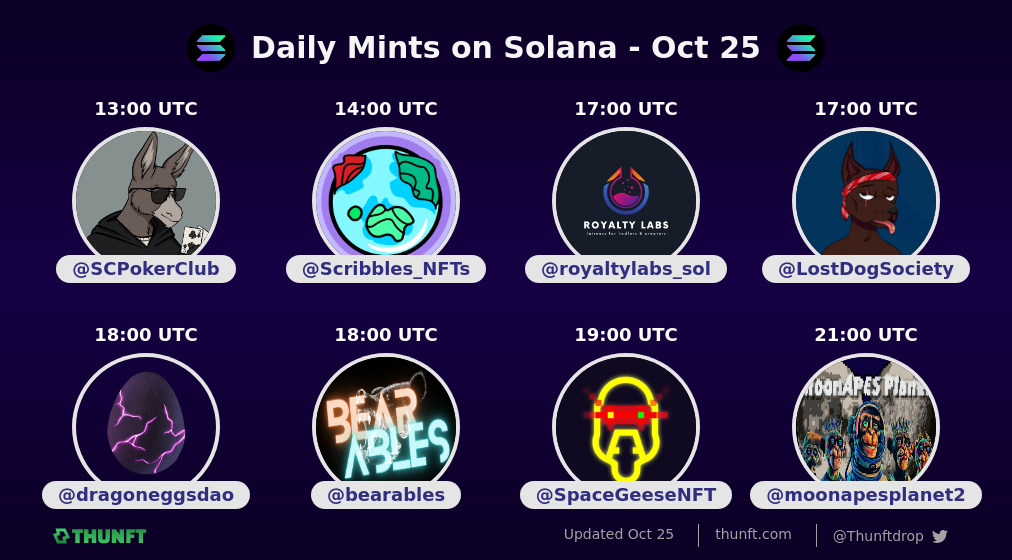 Daily Mints on Solana - Oct 25
13:00 UTC
14:00 UTC
17:00 UTC
17:00 UTC
ROYALTY LABS
@SCPokerClub
@Scribbles_NFTs
@royaltylabs_sol
@LostDogSociety
18:00 UTC
18:00 UTC
19:00 UTC
21:00 UTC
BEAR
ABLES
MoonAPES Planet
@dragoneggsdao
@bearables
@SpaceGeeseNFT
@moonapesplanet2
THUNFT
Updated Oct 25
thunft.com
@Thunftdrop